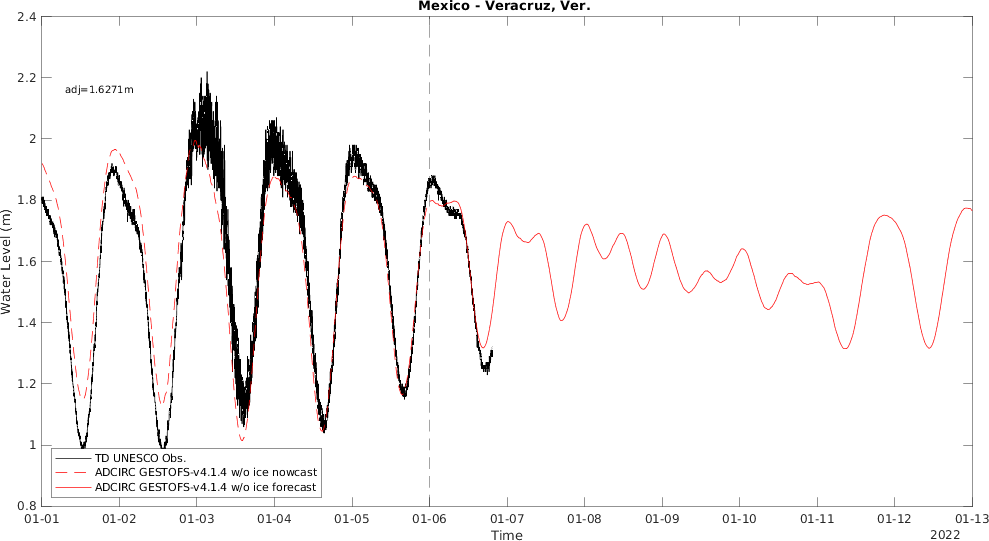 Mexico - Veracruz, Ver.
2.4
2.2
2
1.8
1.6
1.4
1.2
1
0.8
Water Level (m)
adj=1.6271m
TD UNESCO Obs.
ADCIRC GESTOFS-v4.1.4 w/o ice nowcast
ADCIRC GESTOFS-v4.1.4 w/o ice forecast
01-01 01-02 01-03 01-04 01-05 01-06 01-07 01-08 01-09 01-10 01-11 01-12 01-13
Time
2022